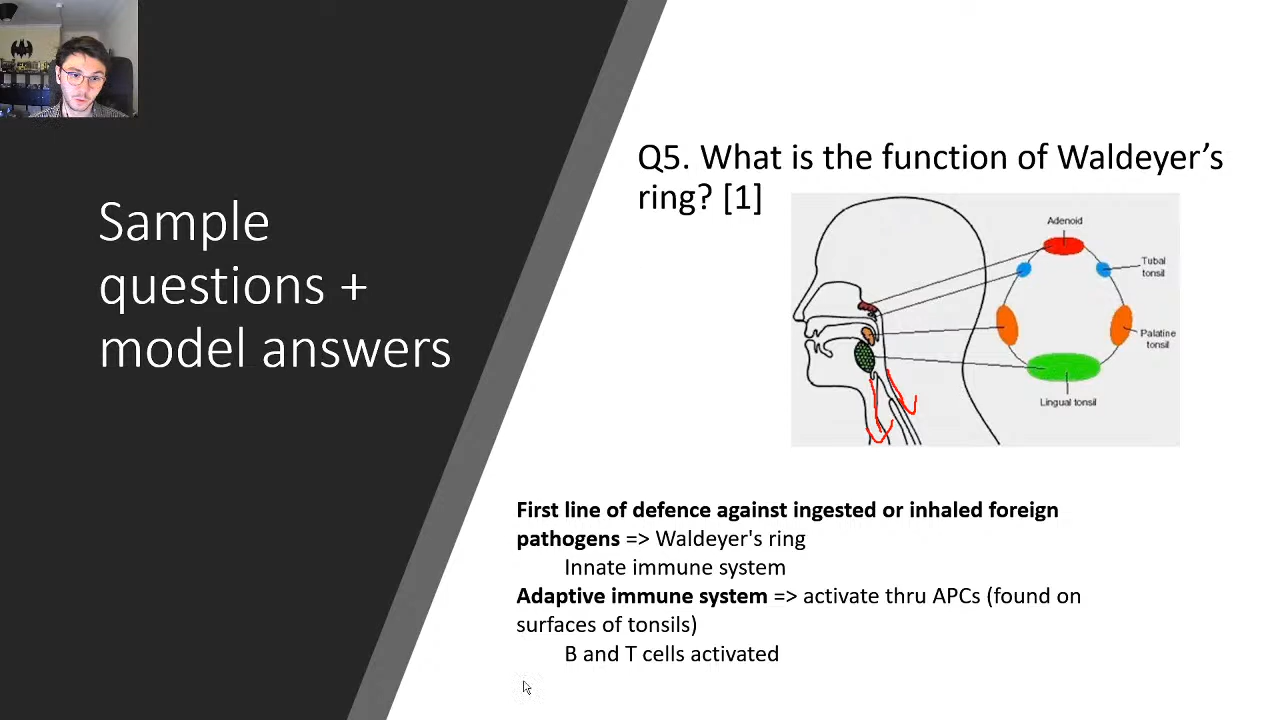 Sample
questions +
model answers
Q5. What is the function of Waldeyer’s
ring? [1]
Adenoid
Tubal
tonsil
Palatine
tonsil
Lingual tonsil
First line of defence against ingested or inhaled foreign
pathogens => Waldeyer's ring
Innate immune system
Adaptive immune system => activate thru APCs (found on
surfaces of tonsils)
B and T cells activated